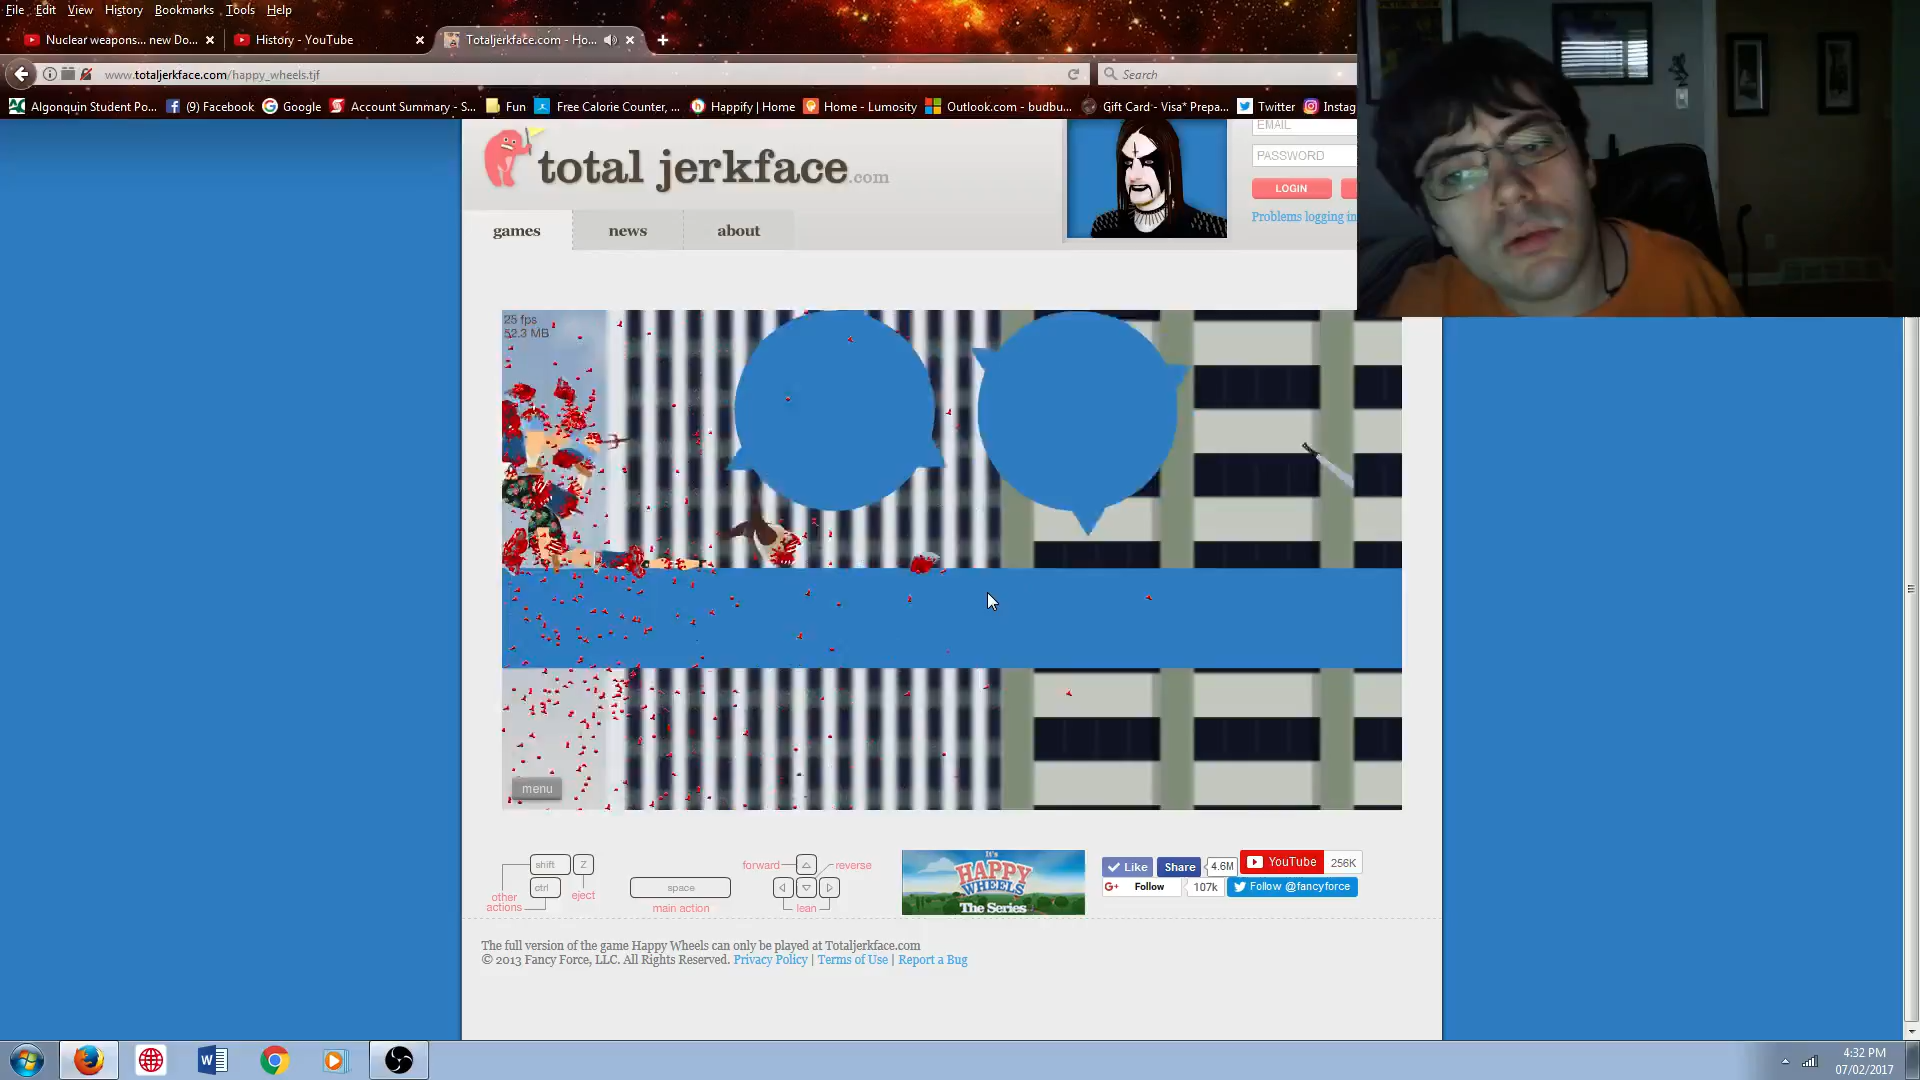 File Edit View History Bookmarks Tools Help
Nuclear weapons... new Do... × History - YouTube × Totaljerkface.com - Ho... ×
www.totaljerkface.com/happy_wheels.tjf Search
Algonquin Student Po... (9) Facebook Google Account Summary - S... Fun Free Calorie Counter, ... Happify | Home Home - Lumosity Outlook.com - budbu... Gift Card - Visa* Prepa... Twitter Instag
EMAIL
total jerkface.com
PASSWORD
LOGIN
Problems logging in
games news about
25 fps
52.3 MB
menu
shift Z
ctrl
other
actions
eject
space
main action
forward reverse
lean
It's
HAPPY
WHEELS
The Series
Like Share 4.6M YouTube 256K
G+ Follow 107k Follow @fancyforce
The full version of the game Happy Wheels can only be played at Totaljerkface.com
© 2013 Fancy Force, LLC. All Rights Reserved. Privacy Policy | Terms of Use | Report a Bug
4:32 PM
07/02/2017